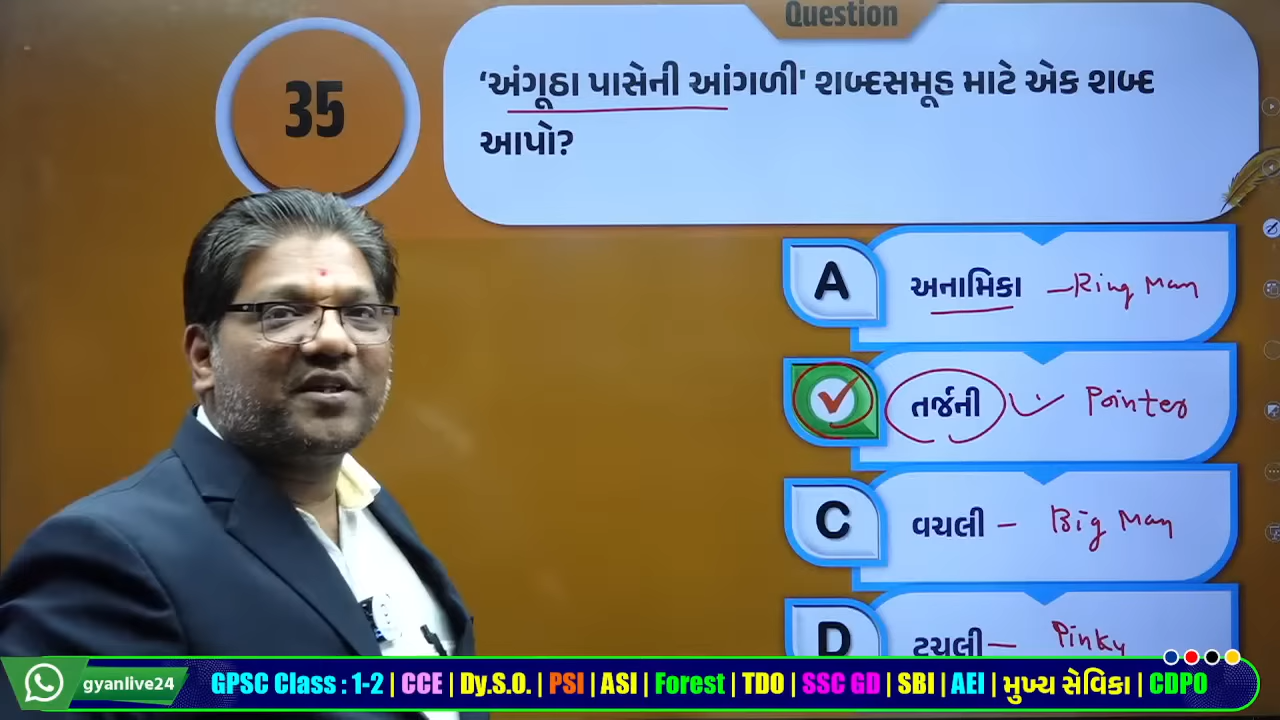 Question
35
‘અંગૂઠા પાસેની આંગળી' શબ્દસમૂહ માટે એક શબ્દ
આપો?
A અનામિકા – Ring Man
તર્જની Pointer
C વચલી – Big Man
D ટચલી – Pinky
gyanlive24
GPSC Class : 1-2 | CCE | Dy.S.O. | PSI | ASI | Forest | TDO | SSC GD | SBI | AEI | મુખ્ય સેવિકા | CDPO